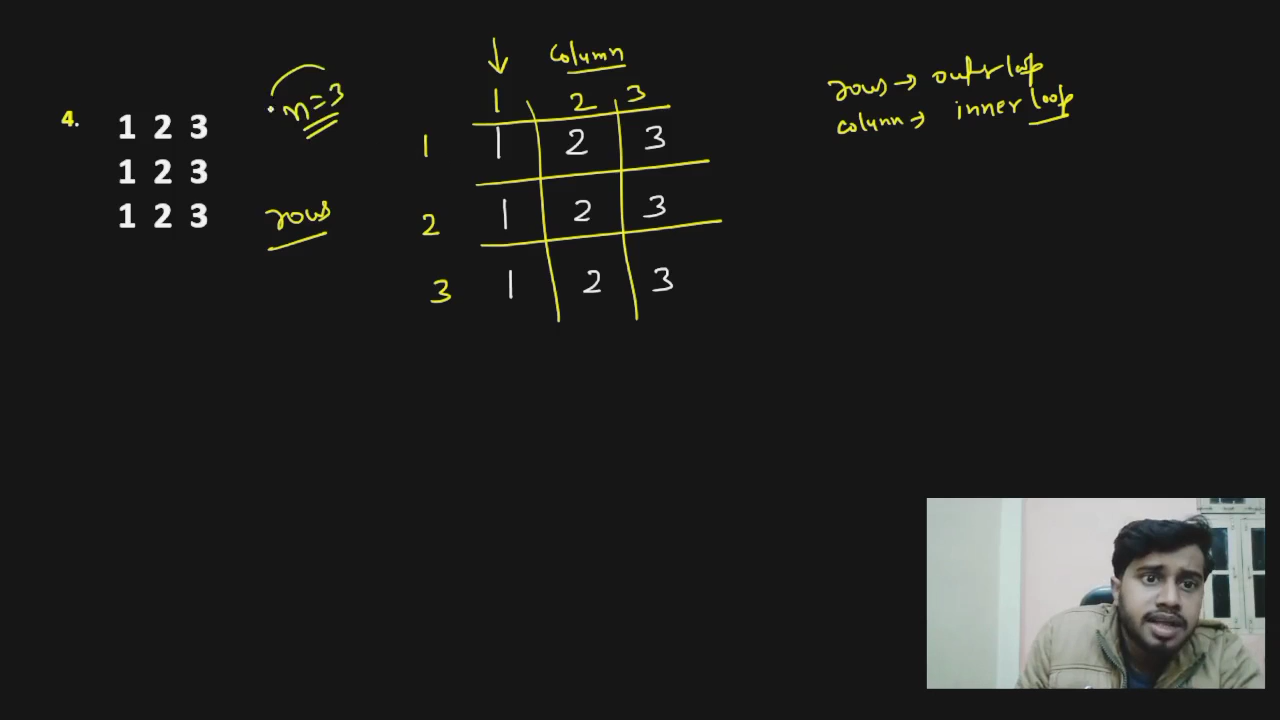 4.
1 2 3
1 2 3
1 2 3
n=3
rows
column
1 2 3
1 1 2 3
2 1 2 3
3 1 2 3
rows → outer loop
column → inner loop